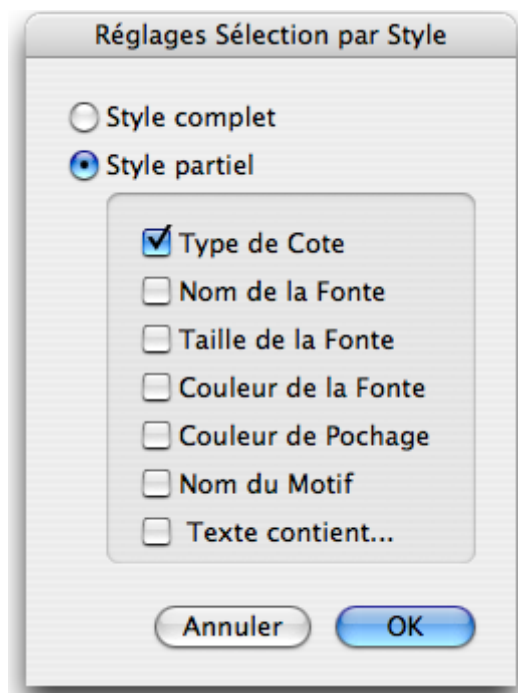 Réglages Sélection par Style
Style complet
Style partiel
Type de Cote
Nom de la Fonte
Taille de la Fonte
Couleur de la Fonte
Couleur de Pochage
Nom du Motif
Texte contient...
Annuler OK